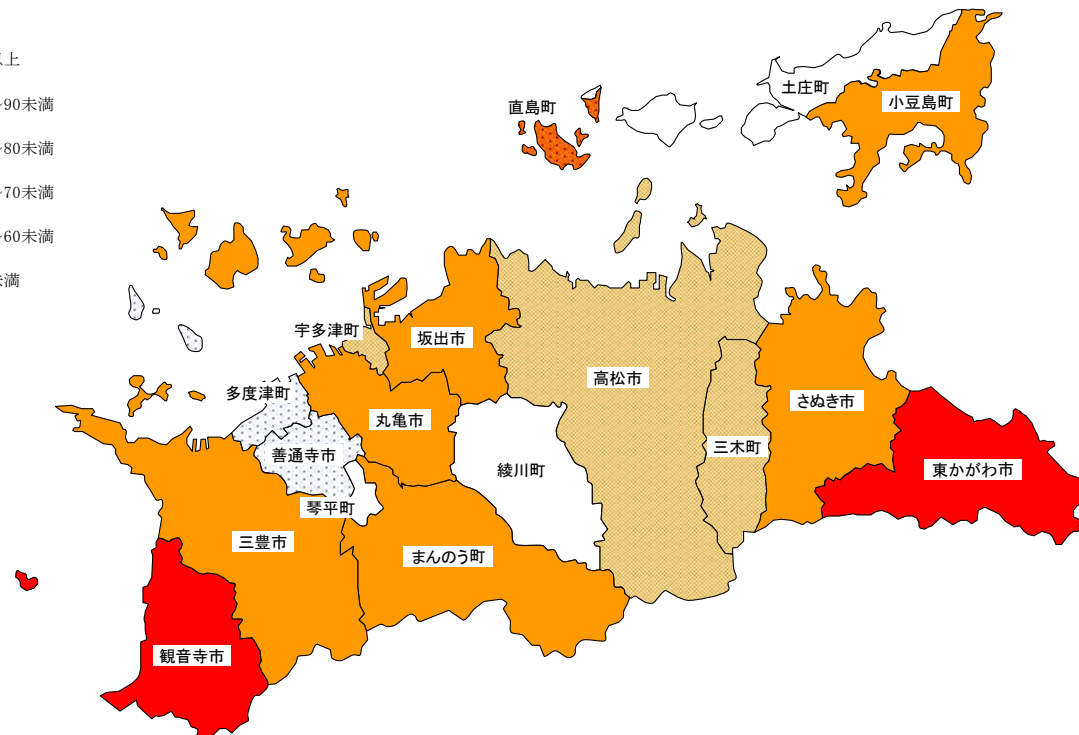 以上
~90未満
~80未満
~70未満
~60未満
未満
土庄町
小豆島町
直島町
宇多津町
坂出市
高松市
多度津町
丸亀市
さぬき市
善通寺市
綾川町
三木町
東かがわ市
琴平町
三豊市
まんのう町
観音寺市